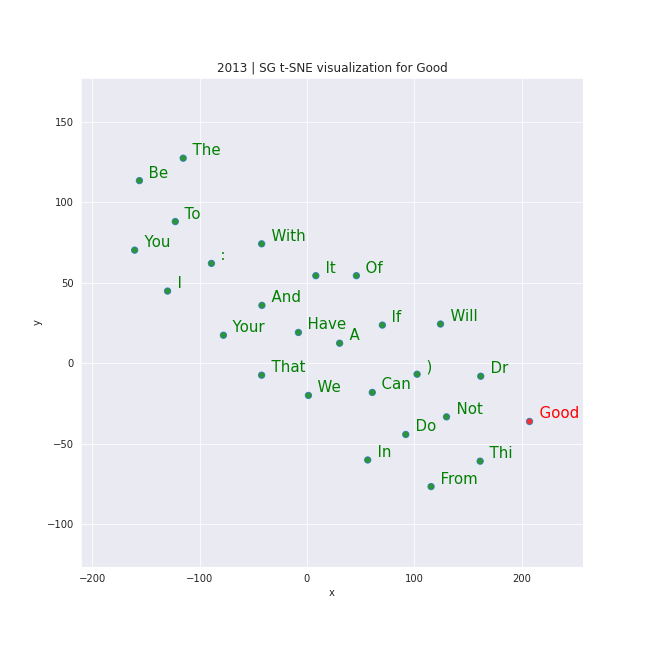 2013 | SG t-SNE visualization for Good
150
100
50
0
−50
−100
y
The
Be
To
You
With
:
It
Of
I
And
Have
If
Will
Your
A
That
)
Dr
We
Can
Not
Good
Do
In
Thi
From
−200
−100
0
100
200
x